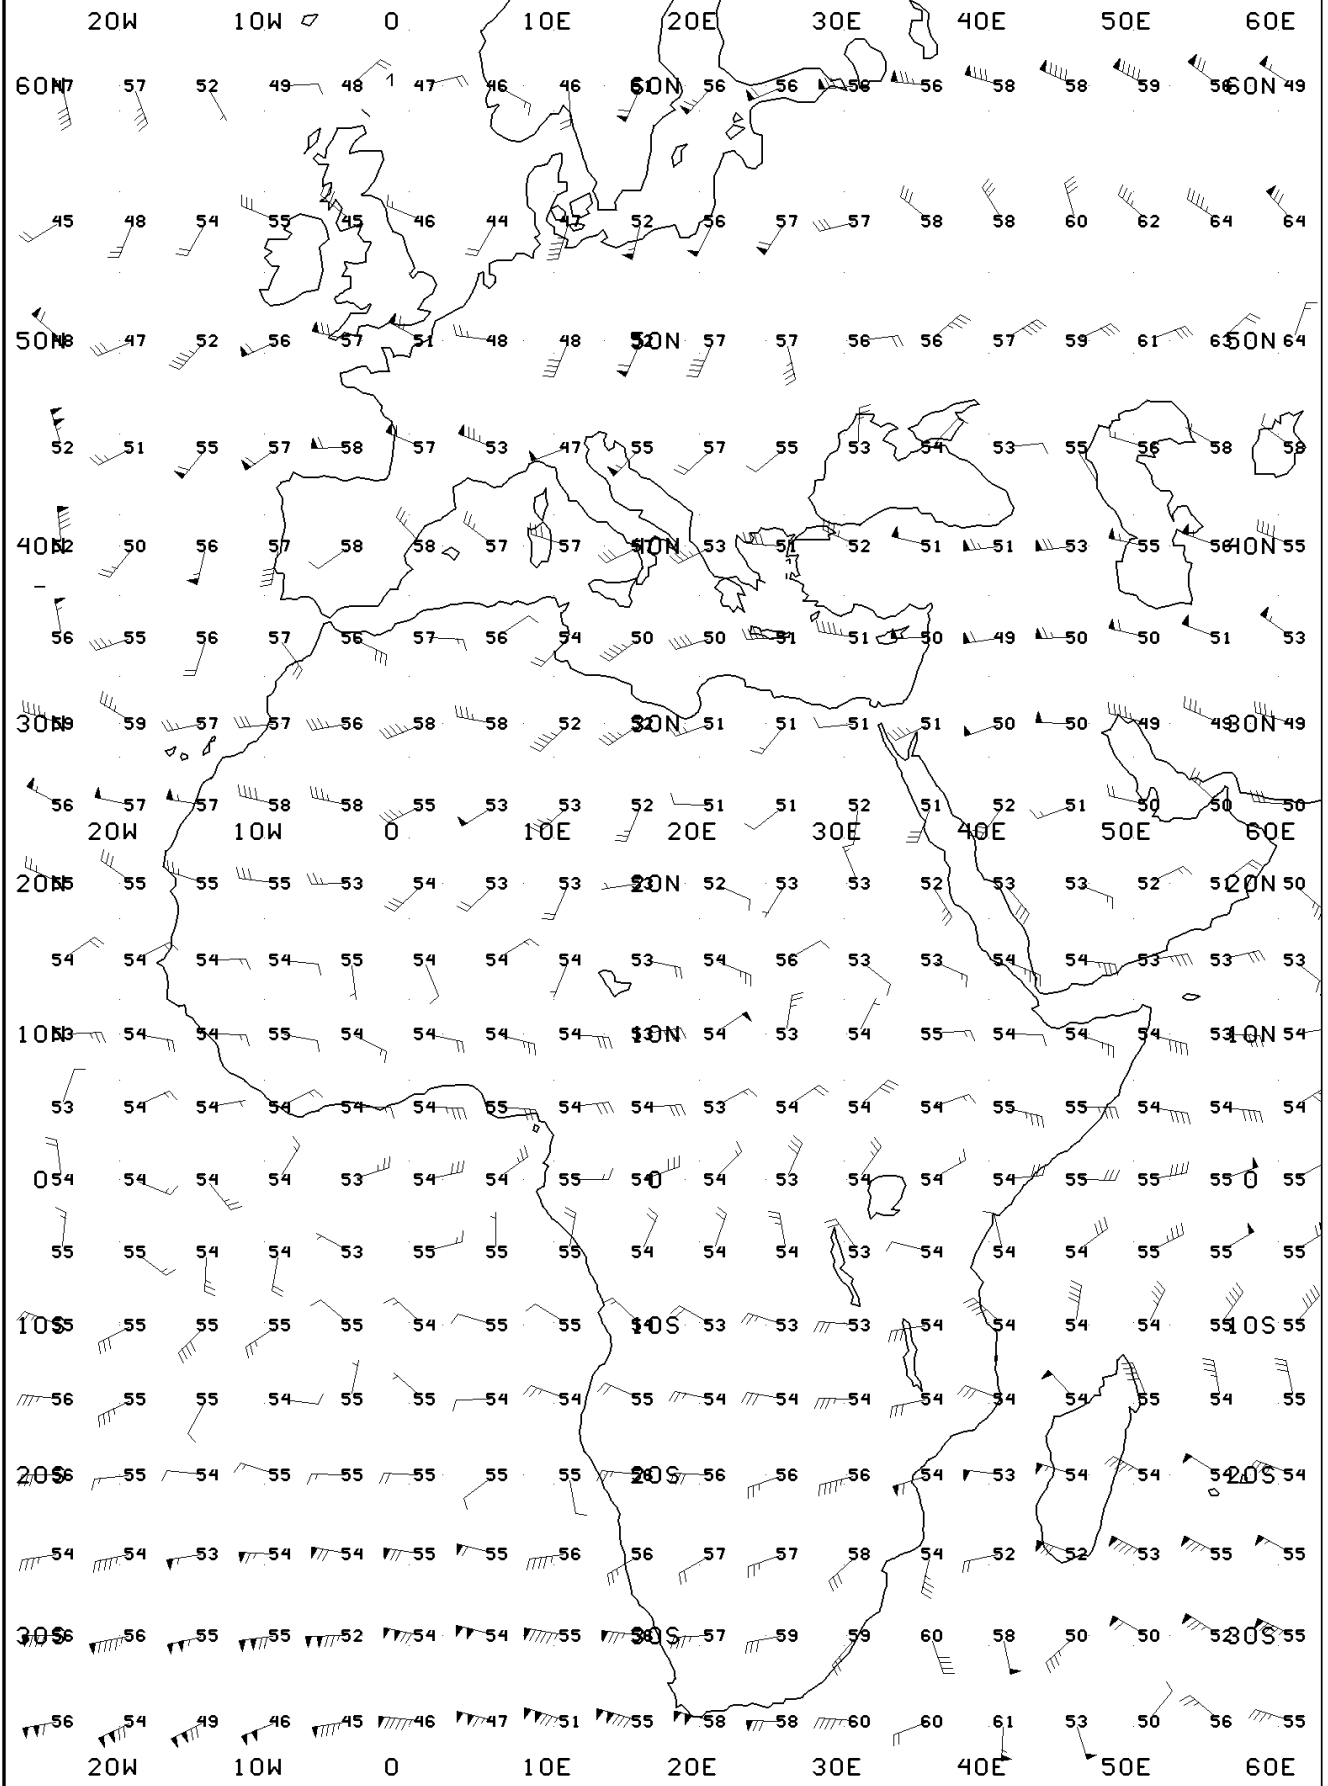 20W 10W 0 10E 20E 30E 40E 50E 60E
60N 57 52 49 48 1 47 46 46 60N 56 56 56 56 58 58 59 56 60N 49
45 48 54 55 45 46 44 47 52 56 57 57 58 58 60 62 64 64
50N 47 52 56 57 51 48 48 50N 57 57 56 56 57 59 61 63 50N 64
52 51 55 57 58 57 53 47 55 57 55 53 54 53 55 56 58 58
40N 50 56 57 58 58 57 57 40N 53 51 52 51 51 53 55 56 40N 55
56 55 56 57 56 57 56 54 50 50 51 51 50 49 50 50 51 53
30N 59 57 57 56 58 58 52 30N 51 51 51 51 50 50 49 49 30N 49
56 57 57 58 58 55 53 53 52 51 51 52 51 52 51 50 50 50
20W 10W 0 10E 20E 30E 40E 50E 60E
20N 55 55 55 53 54 53 53 20N 52 53 53 52 53 53 52 51 20N 50
54 54 54 54 55 54 54 54 53 54 56 53 53 54 54 53 53 53
10N 53 54 54 55 54 54 54 54 10N 54 53 54 55 54 54 54 53 10N 54
53 54 54 54 54 54 55 54 54 53 54 54 54 55 55 54 54 54
0 54 54 54 54 53 54 54 55 54 0 54 53 54 54 54 55 55 55 0 55
55 55 54 54 53 55 55 55 54 54 54 53 54 54 54 55 55 55
10S 55 55 55 55 54 55 55 10S 53 53 53 54 54 54 54 55 10S 55
56 55 55 54 55 55 54 54 55 54 54 54 54 54 54 55 54 55
20S 56 55 54 55 55 55 55 55 20S 56 56 56 54 53 54 54 54 20S 54
54 54 53 54 54 55 55 56 56 57 57 58 54 52 52 53 55 55
30S 56 56 55 55 52 54 54 55 30S 57 59 59 60 58 50 50 52 30S 55
56 54 49 46 45 46 47 51 55 58 58 60 60 61 53 50 56 55
20W 10W 0 10E 20E 30E 40E 50E 60E